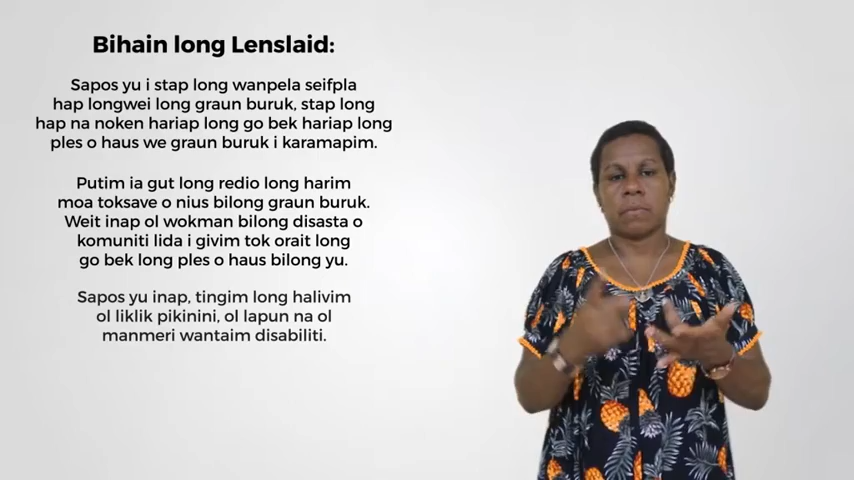 Bihain long Lenslaid:
Sapos yu i stap long wanpela seifpla
hap longwei long graun buruk, stap long
hap na noken hariap long go bek hariap long
ples o haus we graun buruk i karamapim.
Putim ia gut long redio long harim
moa toksave o nius bilong graun buruk.
Weit inap ol wokman bilong disasta o
komuniti lida i givim tok orait long
go bek long ples o haus bilong yu.
Sapos yu inap, tingim long halivim
ol liklik pikinini, ol lapun na ol
manmeri wantaim disabiliti.